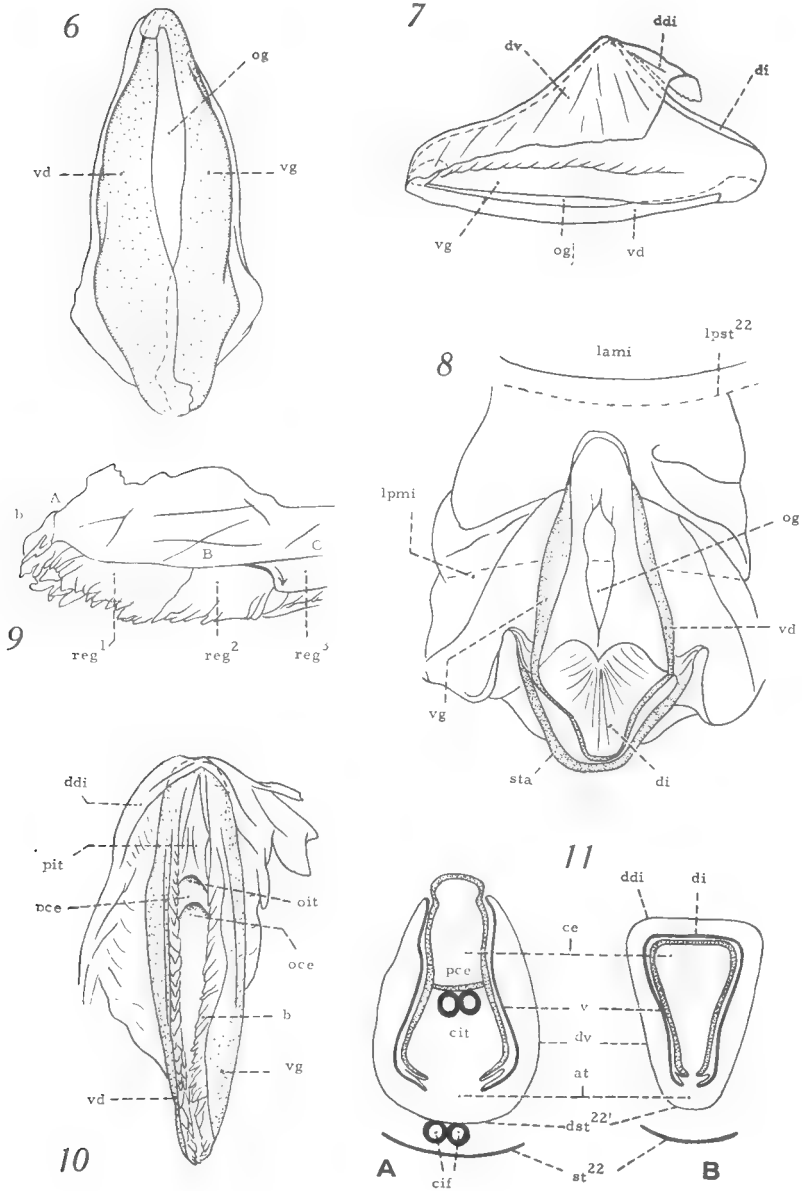 6
og
vd
vg
7
ddi
dv
di
vg
og
vd
8
lami
lpst22
lpmi
og
vd
vg
sta
di
9
b
A
B
C
reg1
reg2
reg3
10
ddi
pit
pce
oit
oce
b
vg
vd
11
ddi
di
ce
pce
v
cit
dv
at
dst22
A
cif
st22
B